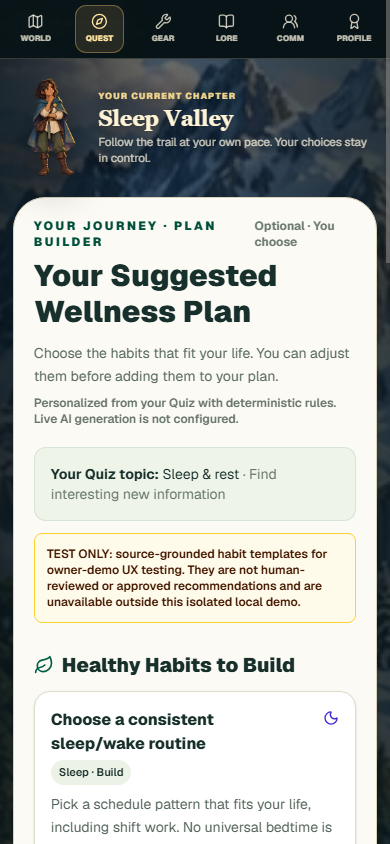 WORLD
QUEST
GEAR
LORE
COMM
PROFILE
YOUR CURRENT CHAPTER
Sleep Valley
Follow the trail at your own pace. Your choices stay
in control.
YOUR JOURNEY · PLAN
BUILDER
Optional · You
choose
Your Suggested
Wellness Plan
Choose the habits that fit your life. You can adjust
them before adding them to your plan.
Personalized from your Quiz with deterministic rules.
Live AI generation is not configured.
Your Quiz topic: Sleep & rest · Find
interesting new information
TEST ONLY: source-grounded habit templates for
owner-demo UX testing. They are not human-
reviewed or approved recommendations and are
unavailable outside this isolated local demo.
Healthy Habits to Build
Choose a consistent
sleep/wake routine
Sleep · Build
Pick a schedule pattern that fits your life,
including shift work. No universal bedtime is